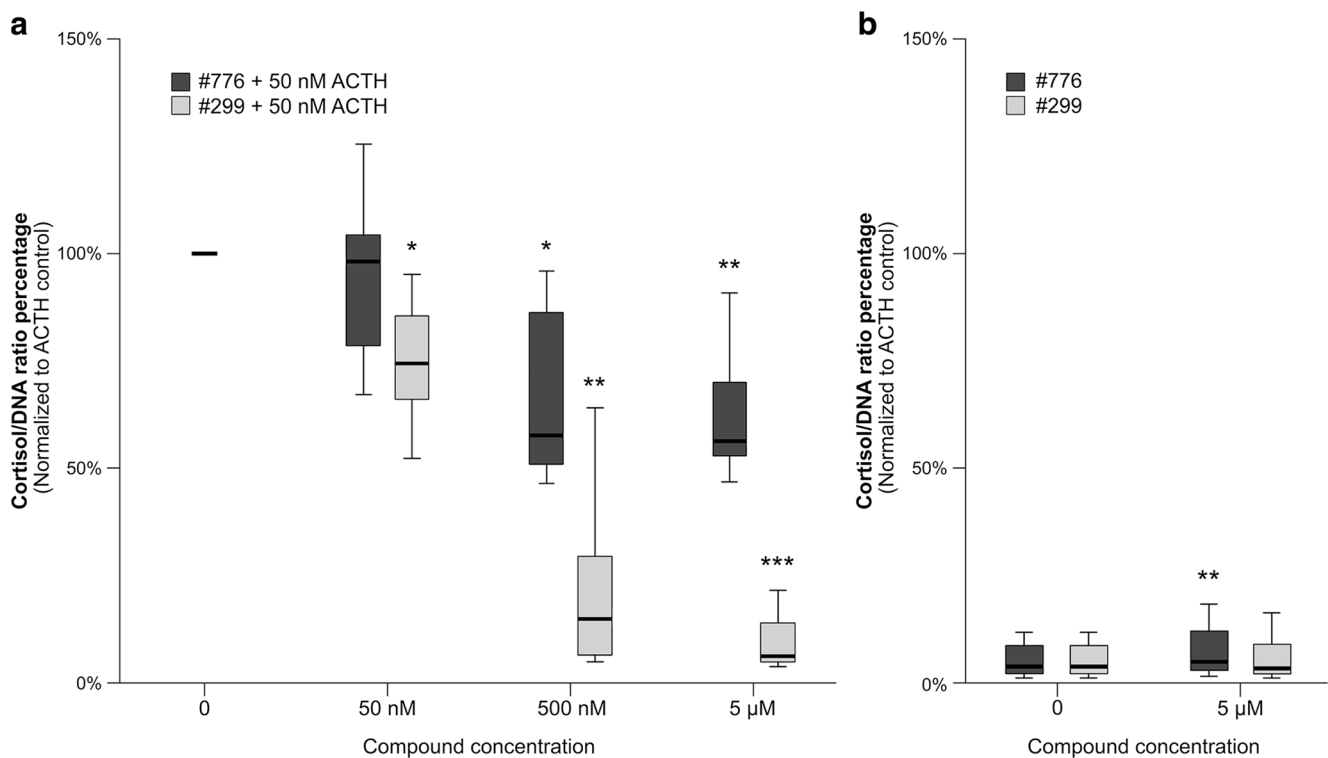 a
150%
100%
50%
0%
Cortisol/DNA ratio percentage
(Normalized to ACTH control)
#776 + 50 nM ACTH
#299 + 50 nM ACTH
*
*
**
**
***
0
50 nM
500 nM
5 µM
Compound concentration
b
150%
100%
50%
0%
Cortisol/DNA ratio percentage
(Normalized to ACTH control)
#776
#299
**
0
5 µM
Compound concentration